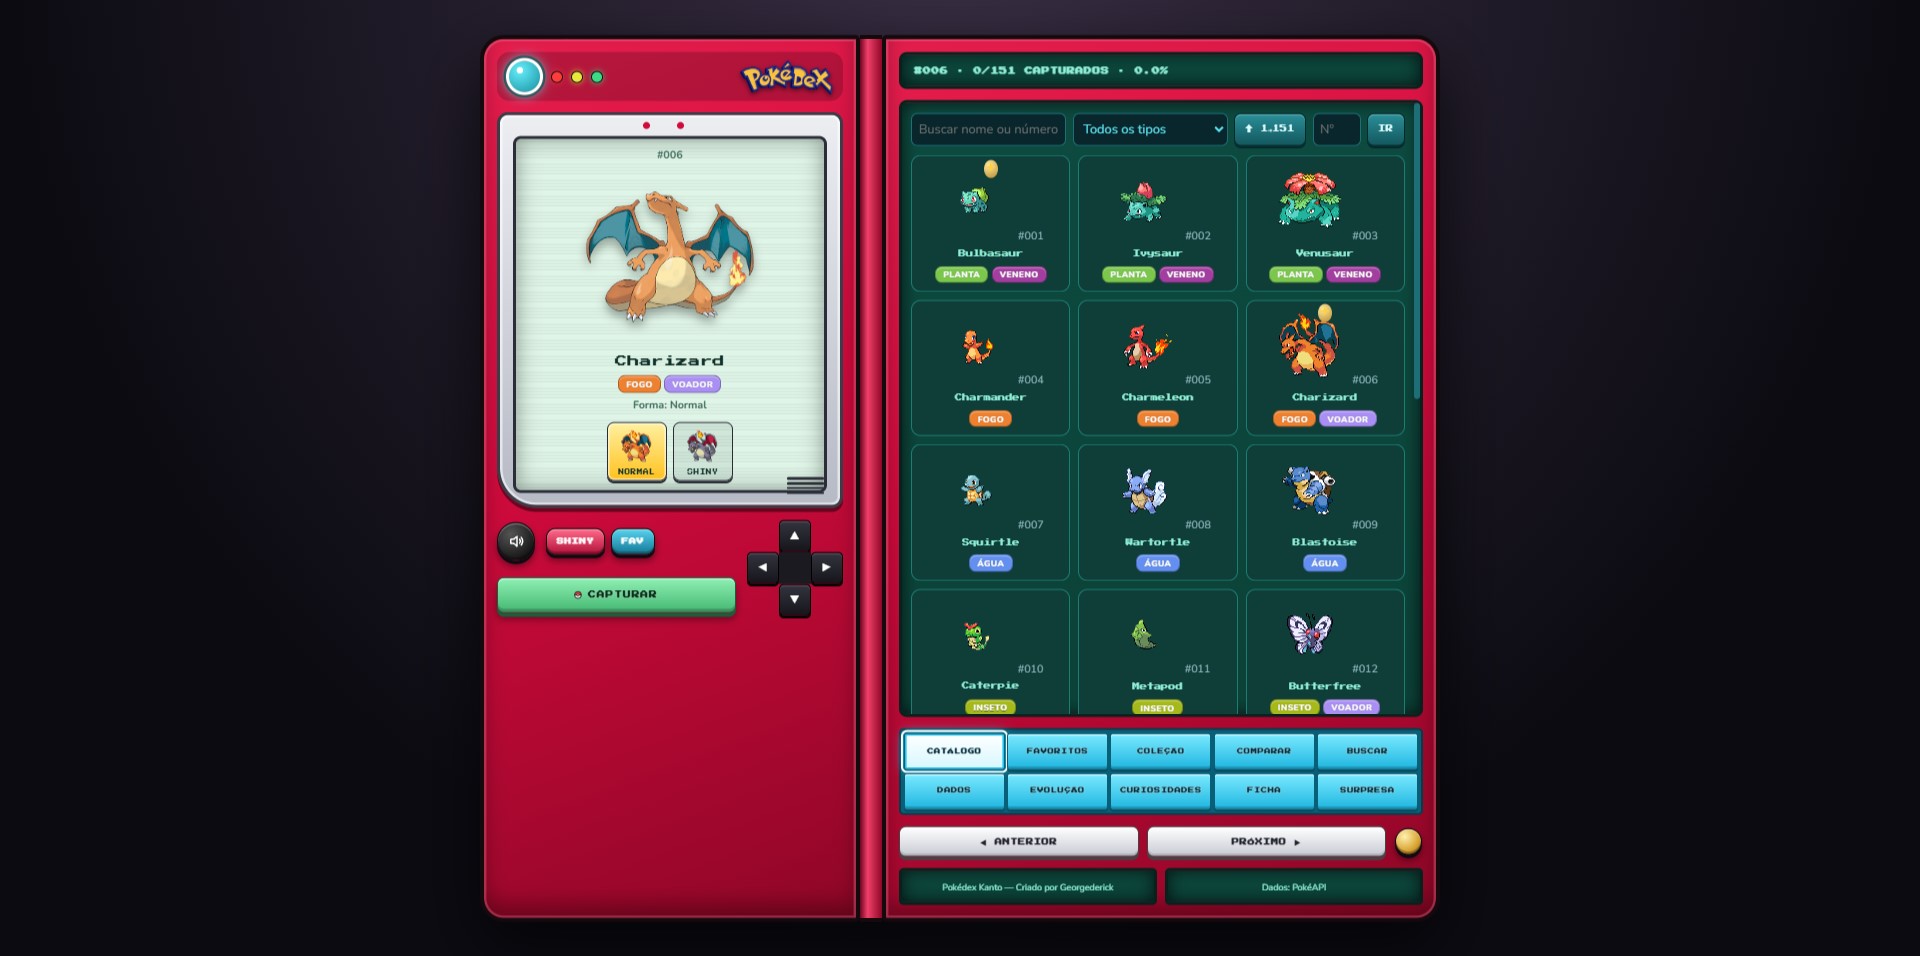 PoKéDeX
#006
Charizard
FOGO VOADOR
Forma: Normal
NORMAL SHINY
SHINY FAV
CAPTURAR
#006 · 0/151 CAPTURADOS · 0.0%
Buscar nome ou número Todos os tipos ⬆ 1.151 Nº IR
#001 #002 #003
Bulbasaur Ivysaur Venusaur
PLANTA VENENO PLANTA VENENO PLANTA VENENO
#004 #005 #006
Charmander Charmeleon Charizard
FOGO FOGO FOGO VOADOR
#007 #008 #009
Squirtle Wartortle Blastoise
ÁGUA ÁGUA ÁGUA
#010 #011 #012
Caterpie Metapod Butterfree
INSETO INSETO INSETO VOADOR
CATÁLOGO FAVORITOS COLEÇÃO COMPARAR BUSCAR
DADOS EVOLUÇÃO CURIOSIDADES FICHA SURPRESA
◀ ANTERIOR PRÓXIMO ▶
Pokédex Kanto — Criado por Georgederick Dados: PokéAPI